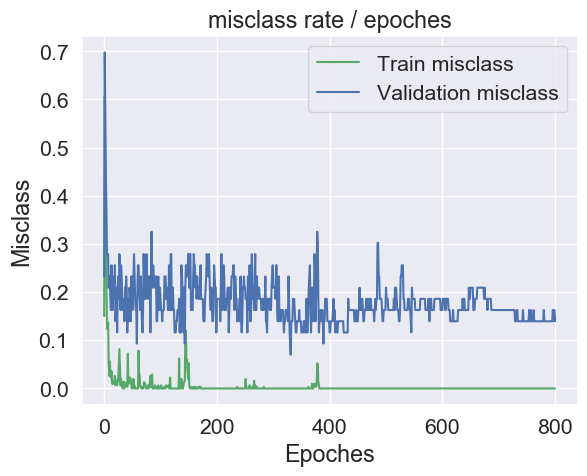 misclass rate / epoches
Train misclass
Validation misclass
Misclass
0.7
0.6
0.5
0.4
0.3
0.2
0.1
0.0
0
200
400
600
800
Epoches